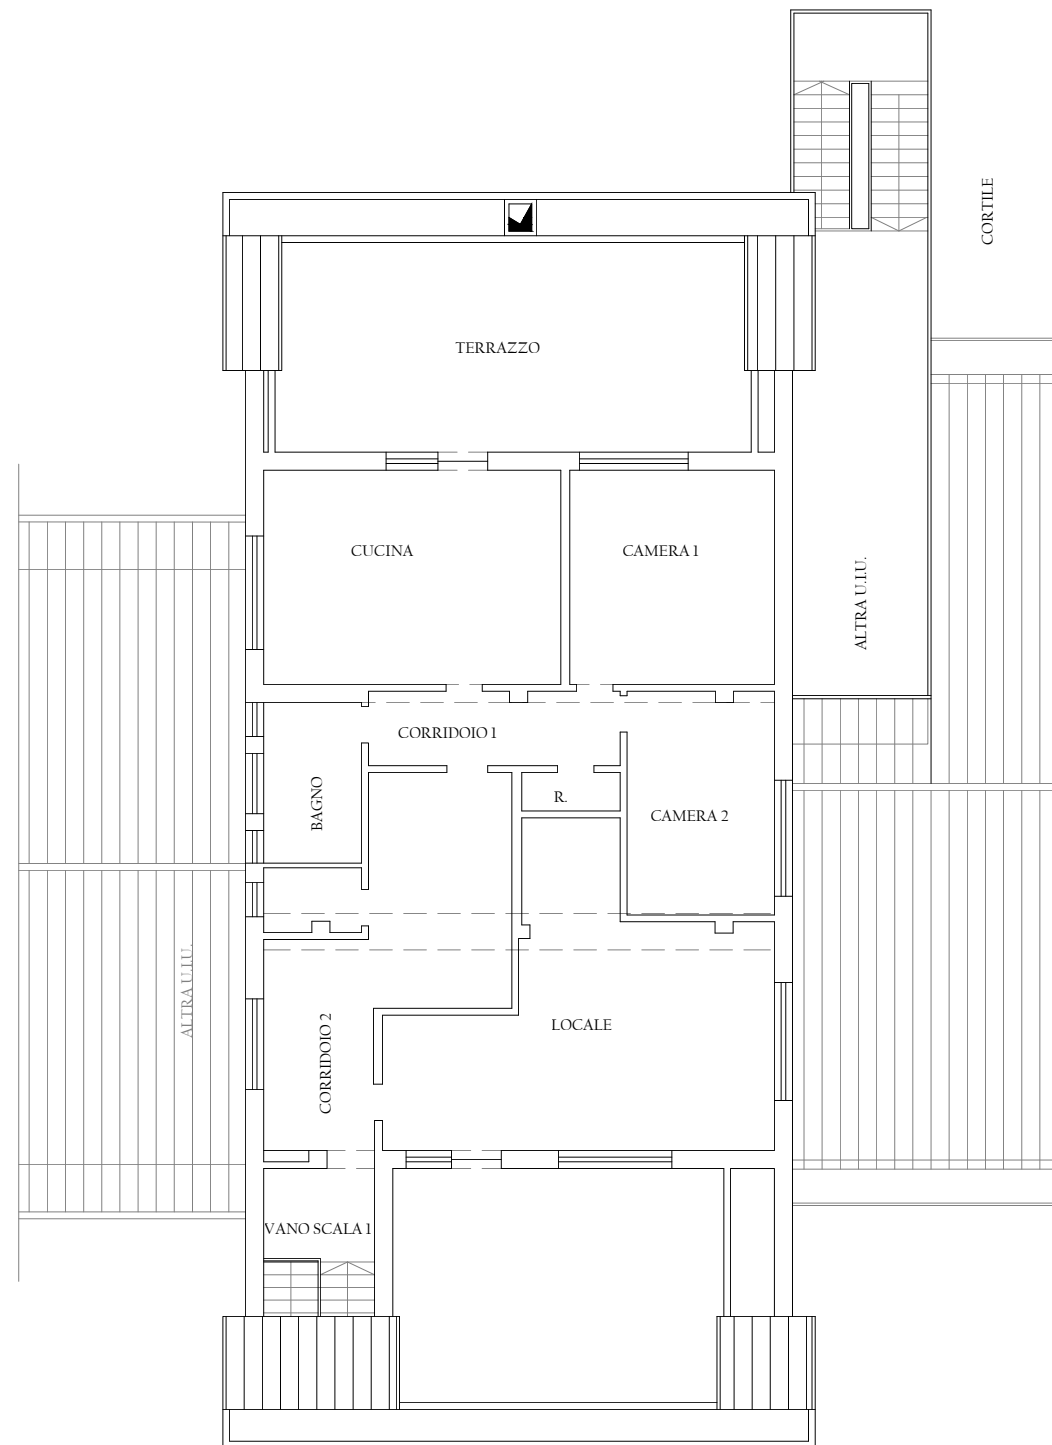 CORTILE
TERRAZZO
CUCINA
CAMERA 1
ALTRA U.I.U.
CORRIDOIO 1
BAGNO
R.
CAMERA 2
ALTRA U.I.U.
CORRIDOIO 2
LOCALE
VANO SCALA 1